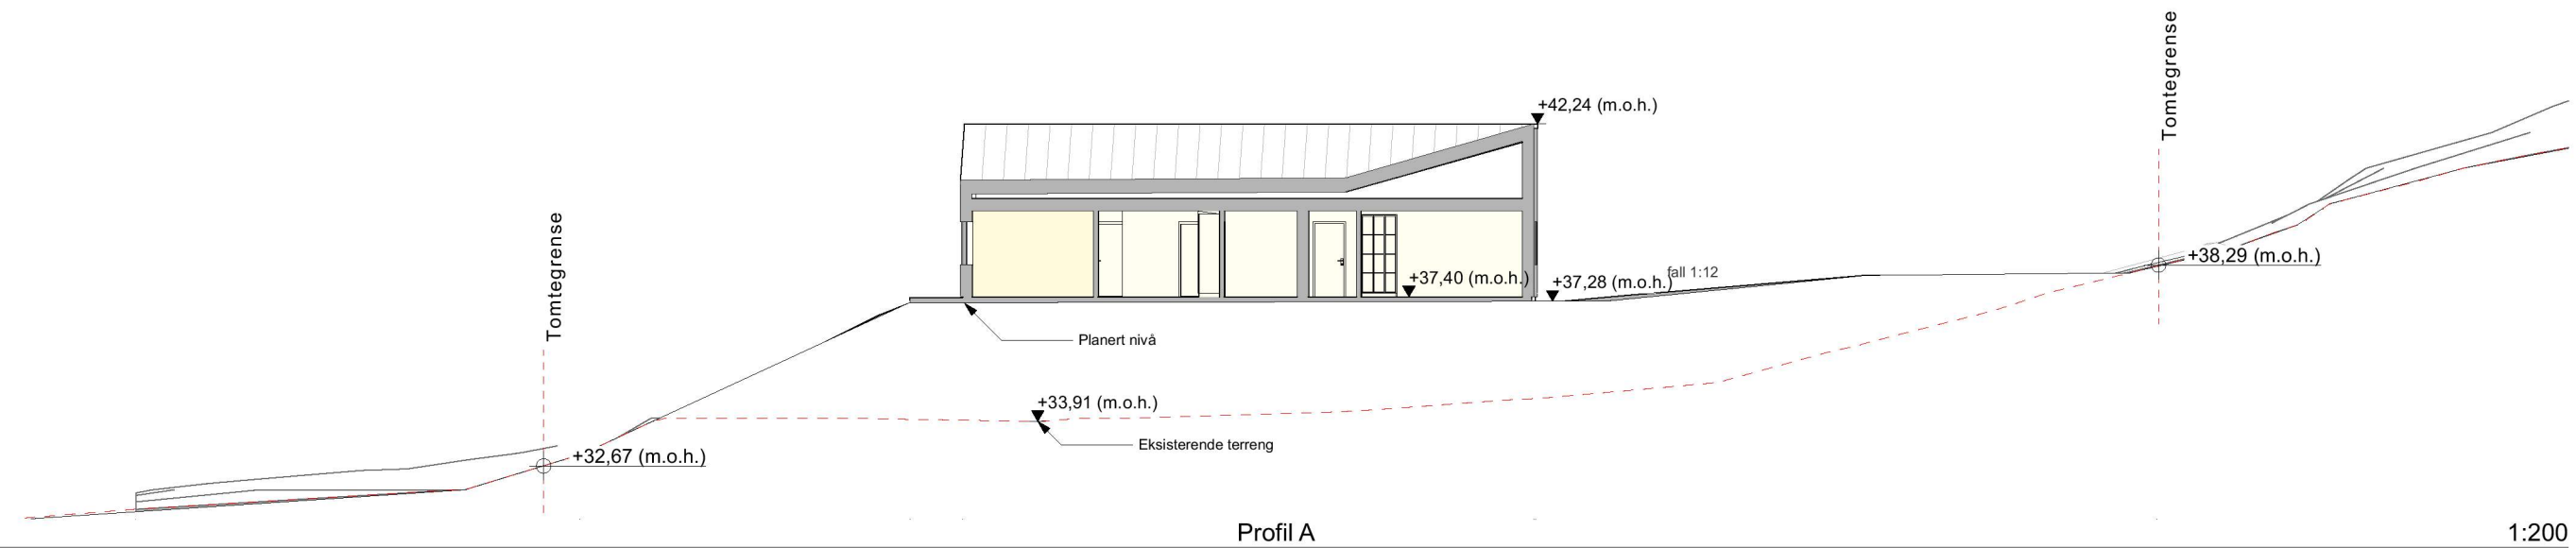 Tomtegrense
+42,24 (m.o.h.)
Tomtegrense
+38,29 (m.o.h.)
+37,40 (m.o.h.)
+37,28 (m.o.h.)
fall 1:12
Planert nivå
+33,91 (m.o.h.)
Eksisterende terreng
+32,67 (m.o.h.)
Profil A
1:200